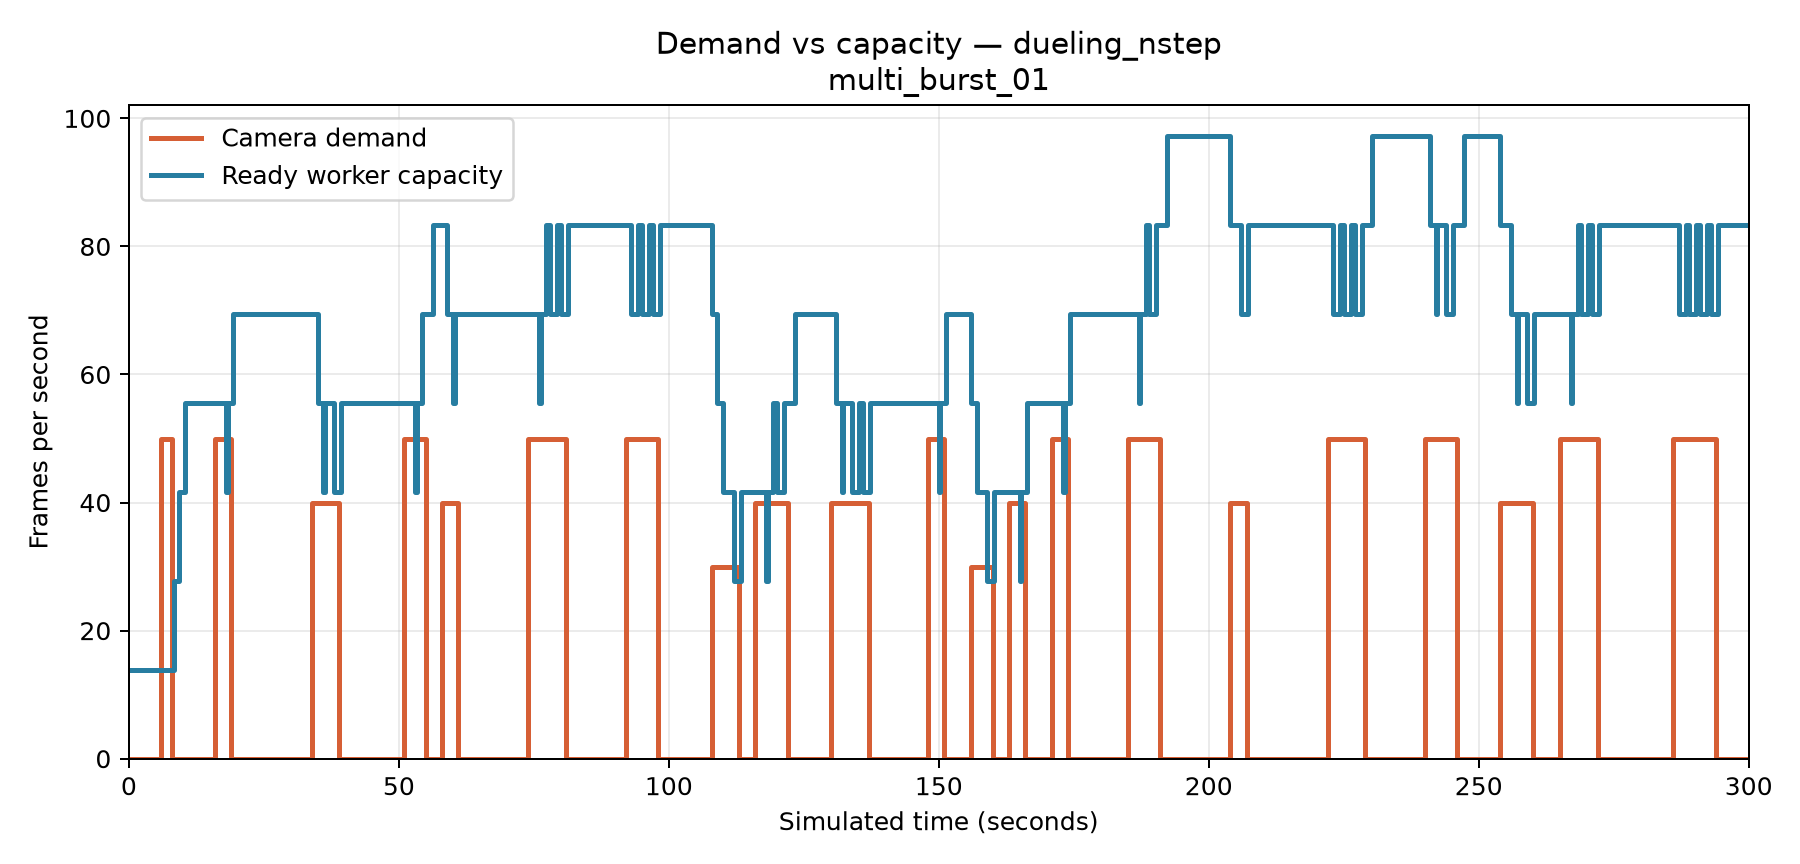 Demand vs capacity — dueling_nstep
multi_burst_01
Camera demand
Ready worker capacity
Frames per second
100
80
60
40
20
0
0 50 100 150 200 250 300
Simulated time (seconds)